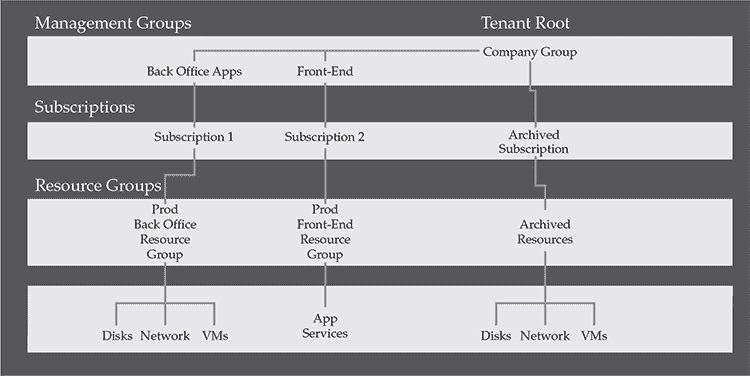 Management Groups
Tenant Root
Company Group
Back Office Apps
Front-End
Subscriptions
Subscription 1
Subscription 2
Archived
Subscription
Resource Groups
Prod
Back Office
Resource
Group
Prod
Front-End
Resource
Group
Archived
Resources
Disks
Network
VMs
App
Services
Disks
Network
VMs